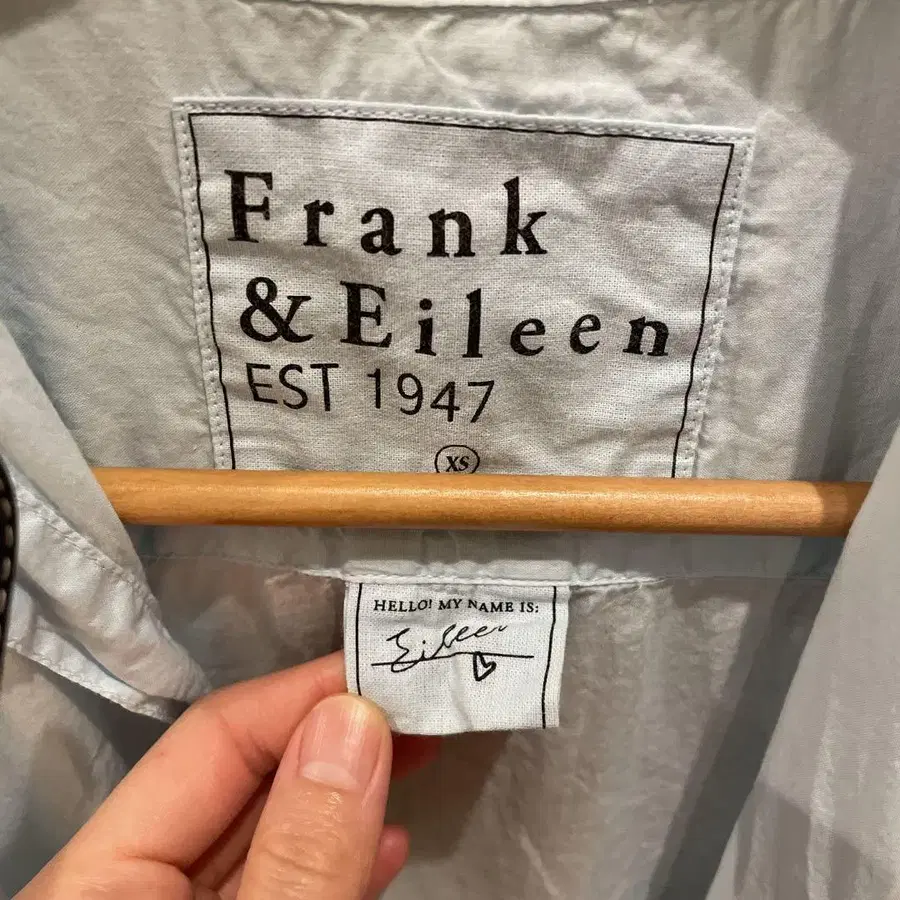 Frank
& Eileen
EST 1947
XS
HELLO! MY NAME IS:
Eileen